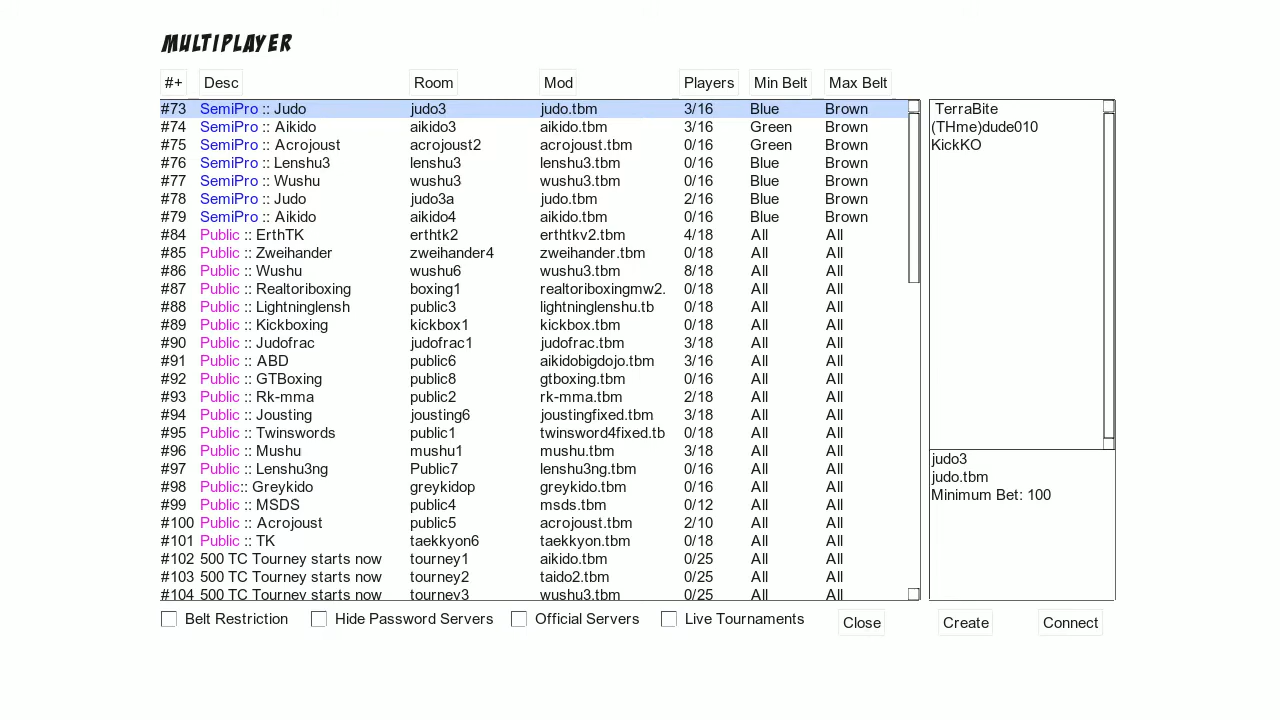 MULTIPLAYER
#+ Desc Room Mod Players Min Belt Max Belt
#73 SemiPro :: Judo judo3 judo.tbm 3/16 Blue Brown
#74 SemiPro :: Aikido aikido3 aikido.tbm 3/16 Green Brown
#75 SemiPro :: Acrojoust acrojoust2 acrojoust.tbm 0/16 Green Brown
#76 SemiPro :: Lenshu3 lenshu3 lenshu3.tbm 0/16 Blue Brown
#77 SemiPro :: Wushu wushu3 wushu3.tbm 0/16 Blue Brown
#78 SemiPro :: Judo judo3a judo.tbm 2/16 Blue Brown
#79 SemiPro :: Aikido aikido4 aikido.tbm 0/16 Blue Brown
#84 Public :: ErthTK erthtk2 erthtkv2.tbm 4/18 All All
#85 Public :: Zweihander zweihander4 zweihander.tbm 0/18 All All
#86 Public :: Wushu wushu6 wushu3.tbm 8/18 All All
#87 Public :: Realtoriboxing boxing1 realtoriboxingmw2. 0/18 All All
#88 Public :: Lightninglensh public3 lightninglenshu.tb 0/18 All All
#89 Public :: Kickboxing kickbox1 kickbox.tbm 0/18 All All
#90 Public :: Judofrac judofrac1 judofrac.tbm 3/18 All All
#91 Public :: ABD public6 aikidobigdojo.tbm 3/16 All All
#92 Public :: GTBoxing public8 gtboxing.tbm 0/16 All All
#93 Public :: Rk-mma public2 rk-mma.tbm 2/18 All All
#94 Public :: Jousting jousting6 joustingfixed.tbm 3/18 All All
#95 Public :: Twinswords public1 twinsword4fixed.tb 0/18 All All
#96 Public :: Mushu mushu1 mushu.tbm 3/18 All All
#97 Public :: Lenshu3ng Public7 lenshu3ng.tbm 0/16 All All
#98 Public:: Greykido greykidop greykido.tbm 0/16 All All
#99 Public :: MSDS public4 msds.tbm 0/12 All All
#100 Public :: Acrojoust public5 acrojoust.tbm 2/10 All All
#101 Public :: TK taekkyon6 taekkyon.tbm 0/18 All All
#102 500 TC Tourney starts now tourney1 aikido.tbm 0/25 All All
#103 500 TC Tourney starts now tourney2 taido2.tbm 0/25 All All
#104 500 TC Tourney starts now tourney3 wushu3.tbm 0/25 All All
TerraBite
(THme)dude010
KickKO
judo3
judo.tbm
Minimum Bet: 100
Belt Restriction Hide Password Servers Official Servers Live Tournaments Close Create Connect